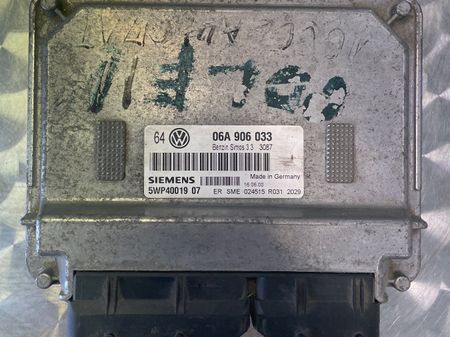 64 06A 906 033
Benzin Simos 3.3 3087
SIEMENS Made in Germany
16.06.00
5WP40019 07 ER SME 024515 R031 2029